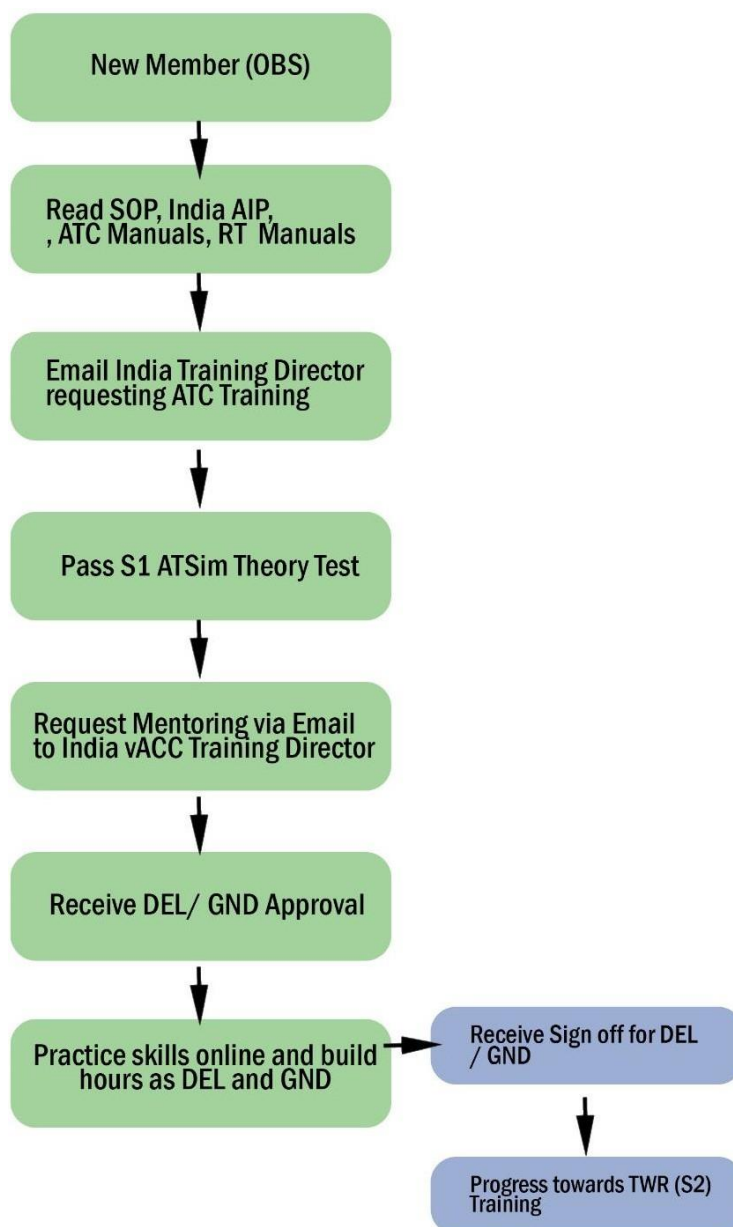 New Member (OBS)
Read SOP, India AIP,
, ATC Manuals, RT Manuals
Email India Training Director
requesting ATC Training
Pass S1 ATSim Theory Test
Request Mentoring via Email
to India vACC Training Director
Receive DEL/ GND Approval
Practice skills online and build
hours as DEL and GND
Receive Sign off for DEL
/ GND
Progress towards TWR (S2)
Training